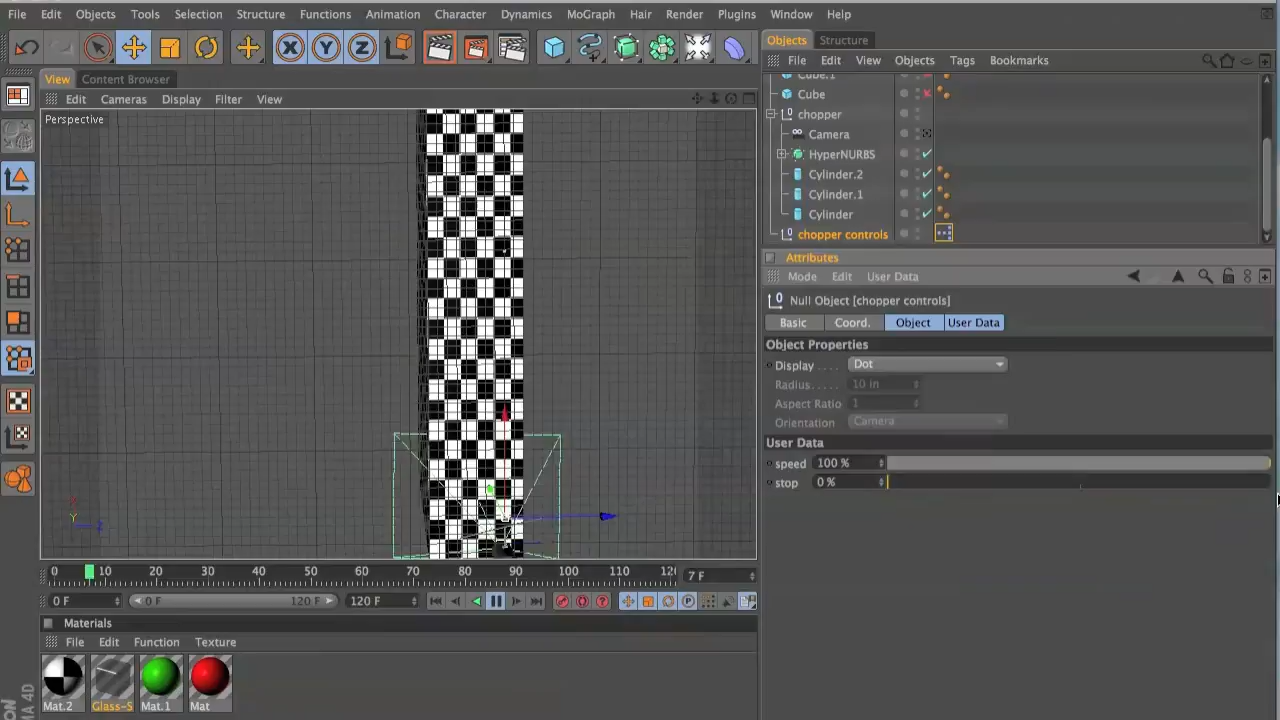 File Edit Objects Tools Selection Structure Functions Animation Character Dynamics MoGraph Hair Render Plugins Window Help
X Y Z
Objects Structure
File Edit View Objects Tags Bookmarks
View Content Browser
Edit Cameras Display Filter View
Perspective
Cube.1
Cube
chopper
Camera
HyperNURBS
Cylinder.2
Cylinder.1
Cylinder
chopper controls
Attributes
Mode Edit User Data
Null Object [chopper controls]
Basic Coord. Object User Data
Object Properties
Display . . . . Dot
Radius. . . . . 10 in
Aspect Ratio 1
Orientation Camera
User Data
speed 100 %
stop 0 %
Y
0 10 20 30 40 50 60 70 80 90 100 110 7 F
0 F 0 F 120 F 120 F
Materials
File Edit Function Texture
Mat.2 Glass-S Mat.1 Mat